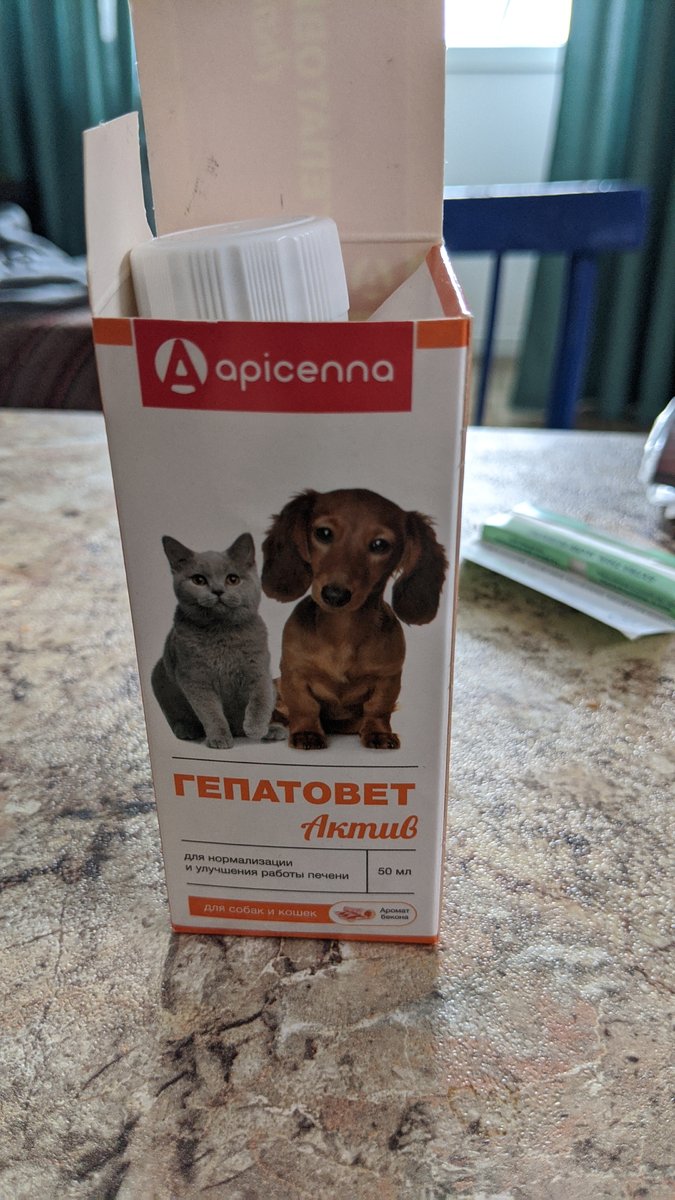 apicenna
ГЕПАТОВЕТ
Актив
для нормализации
и улучшения работы печени
50 мл
для собак и кошек
Аромат
бекона